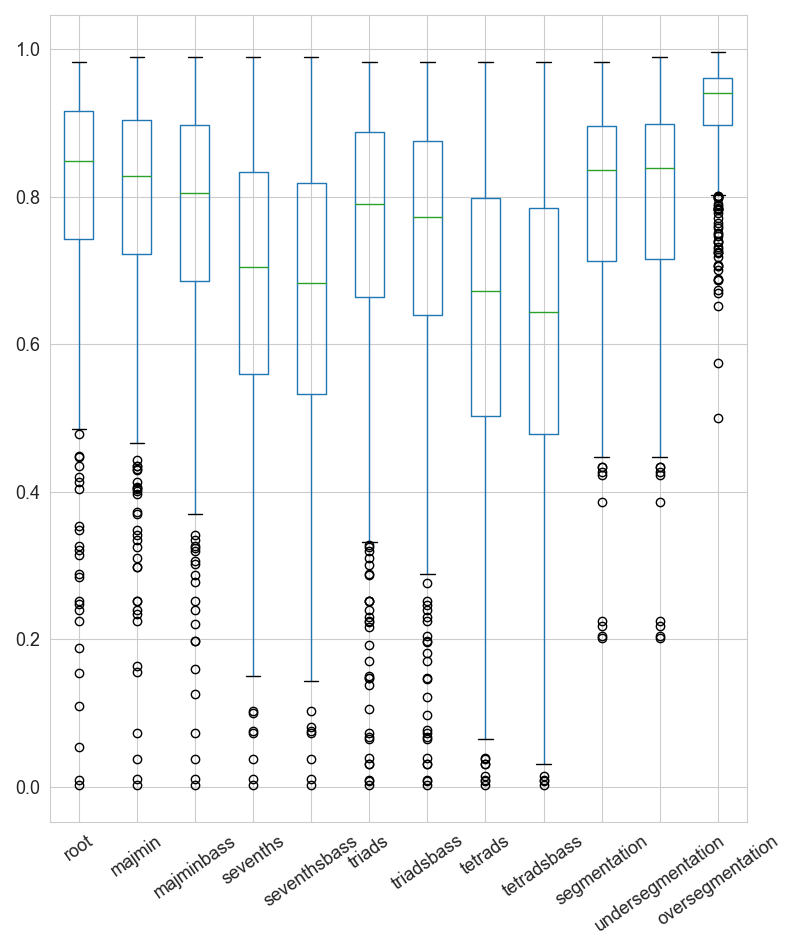 1.0
0.8
0.6
0.4
0.2
0.0
root
majmin
majminbass
sevenths
seventhsbass
triads
triadsbass
tetrads
tetradsbass
segmentation
undersegmentation
oversegmentation